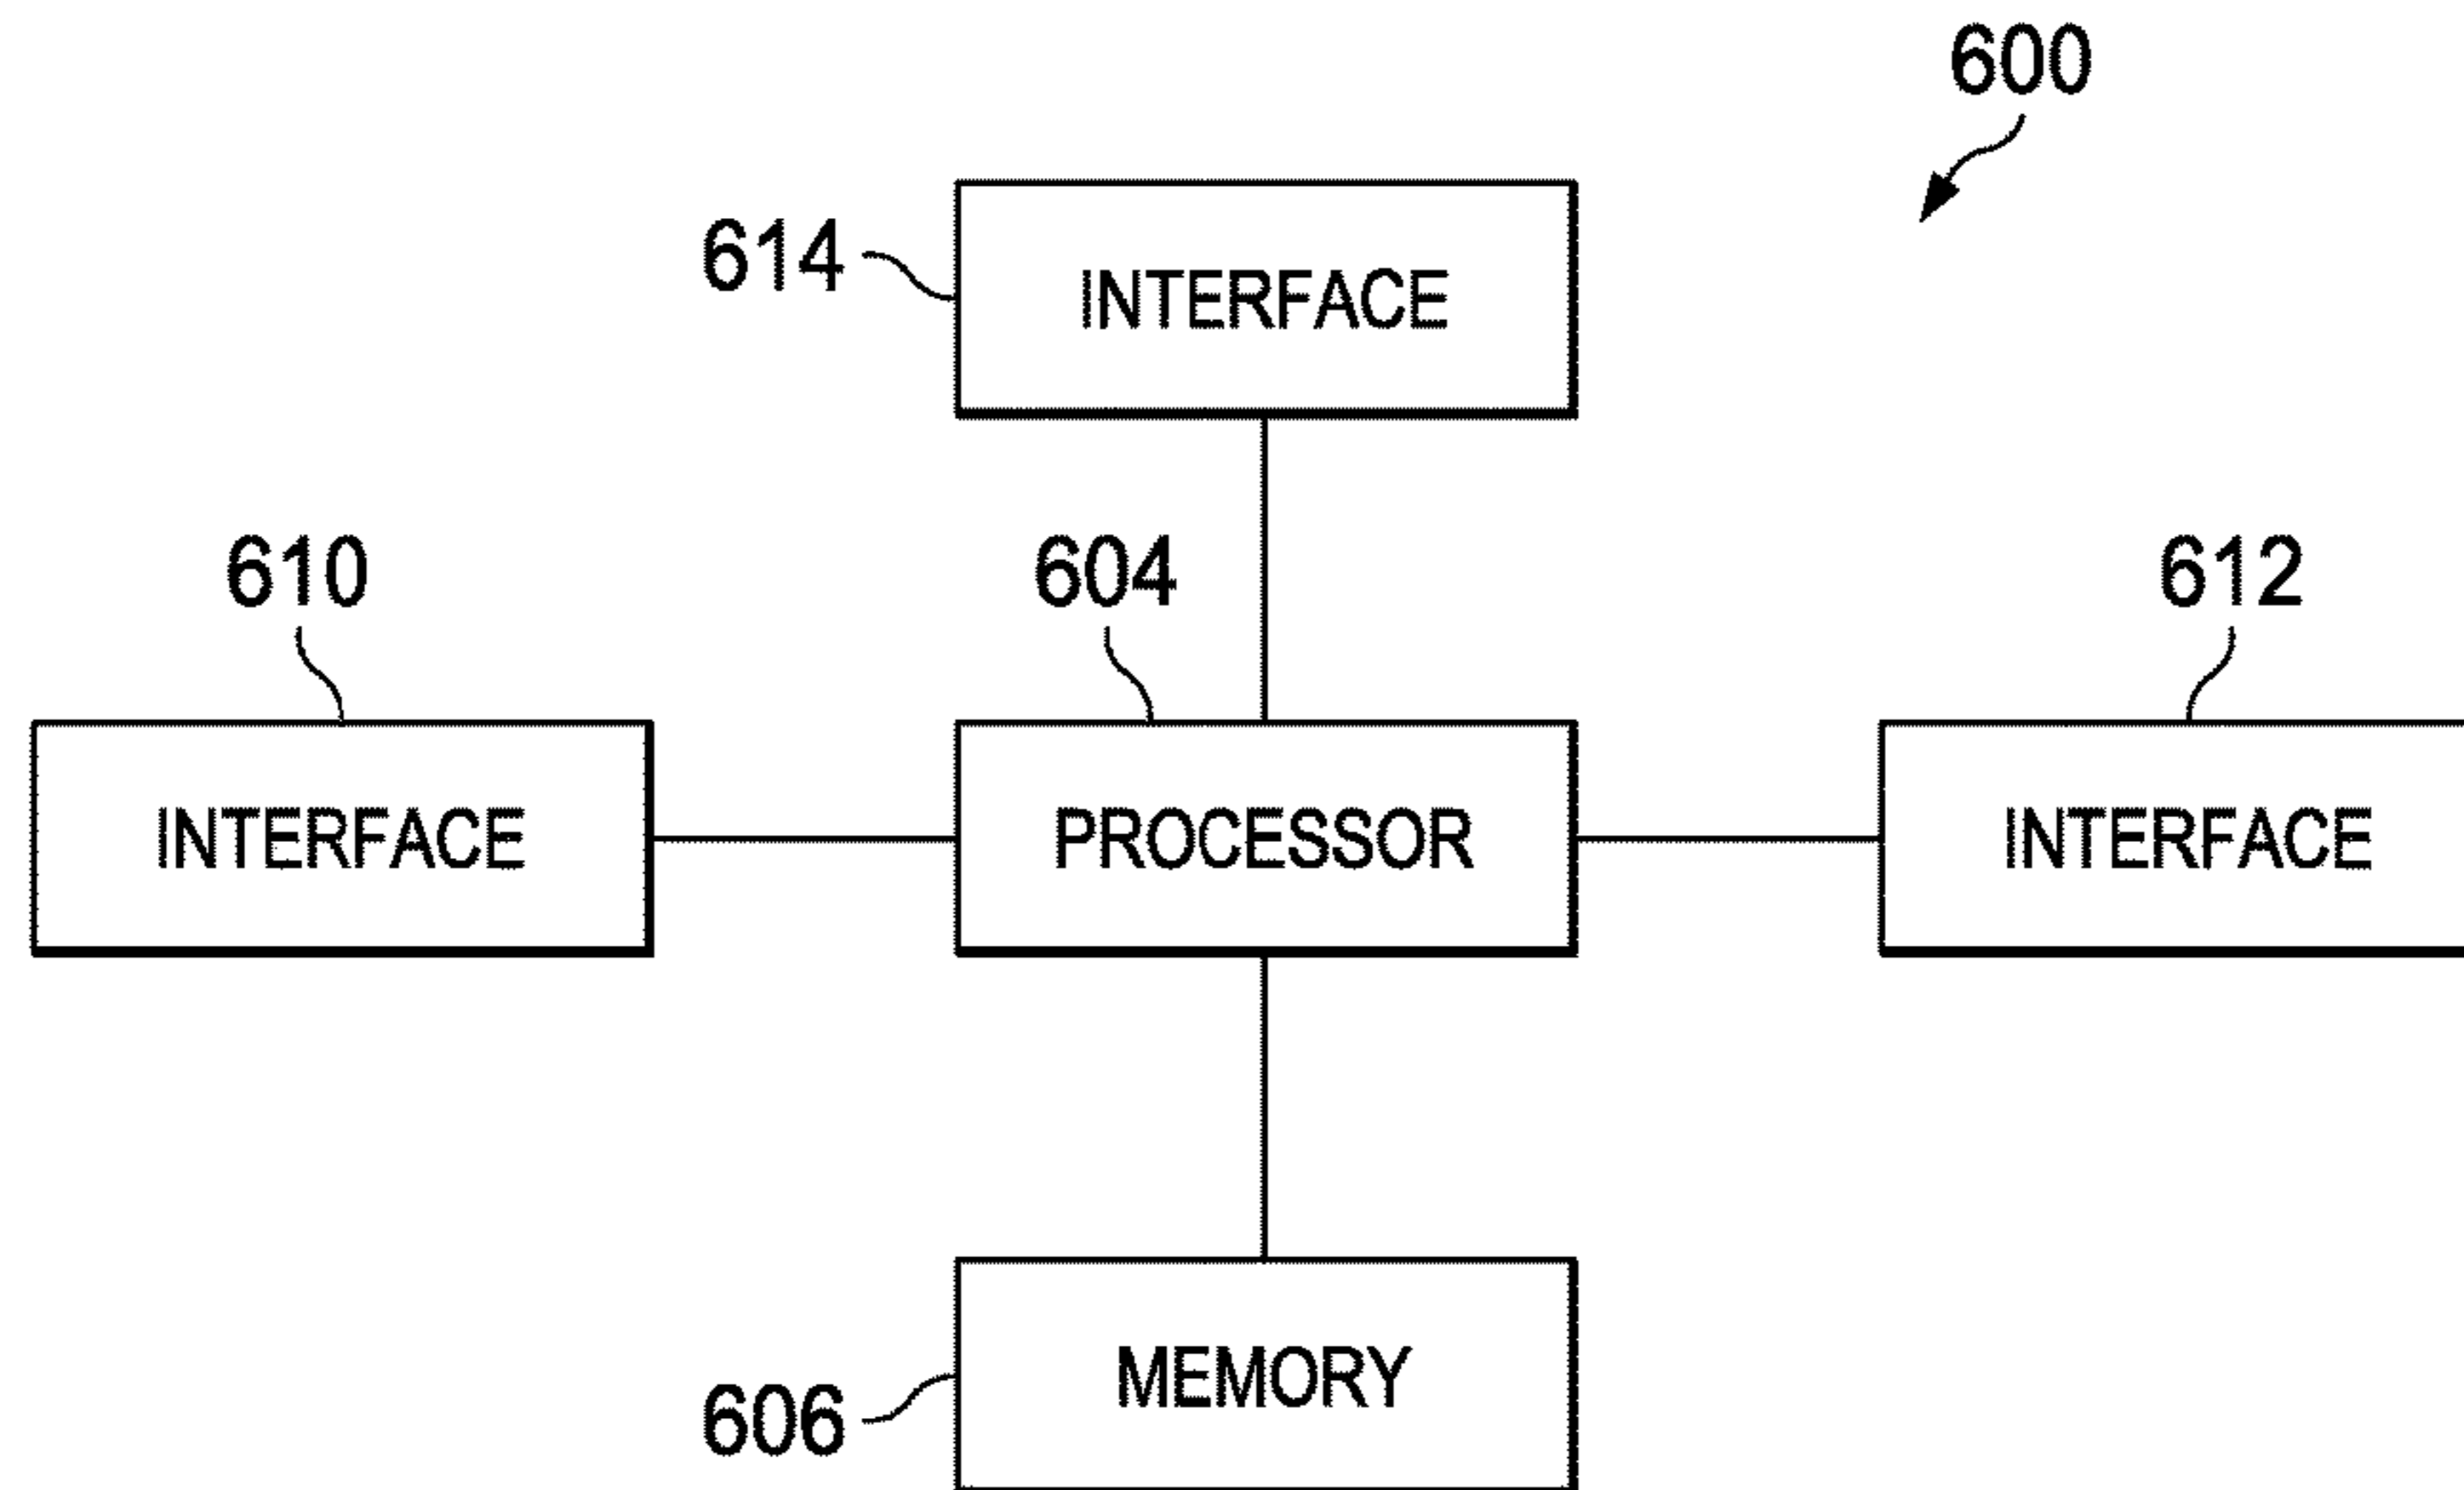 600
614
INTERFACE
610
604
612
INTERFACE
PROCESSOR
INTERFACE
MEMORY
606